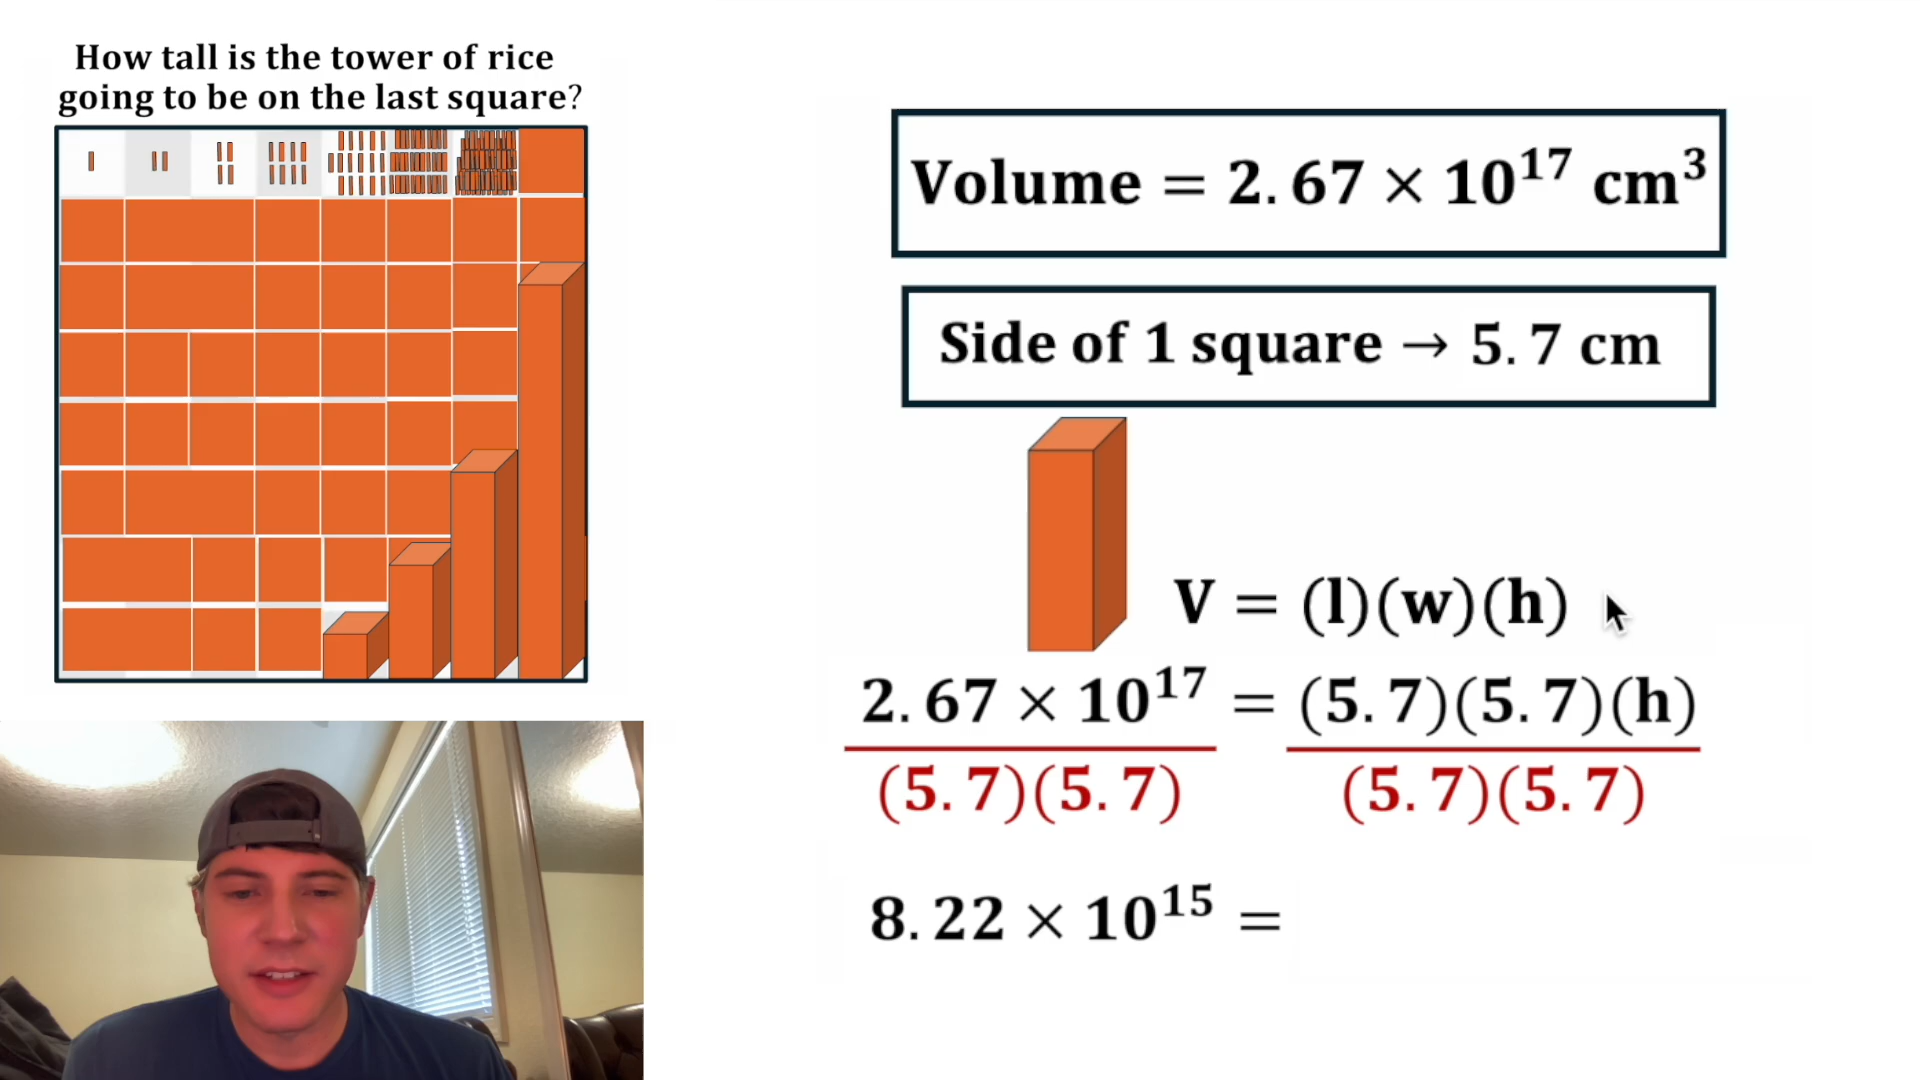 How tall is the tower of rice
going to be on the last square?
Volume = 2.67 × 10¹⁷ cm³
Side of 1 square → 5.7 cm
V = (l)(w)(h)
2.67 × 10¹⁷ = (5.7)(5.7)(h)
(5.7)(5.7) (5.7)(5.7)
8.22 × 10¹⁵ =